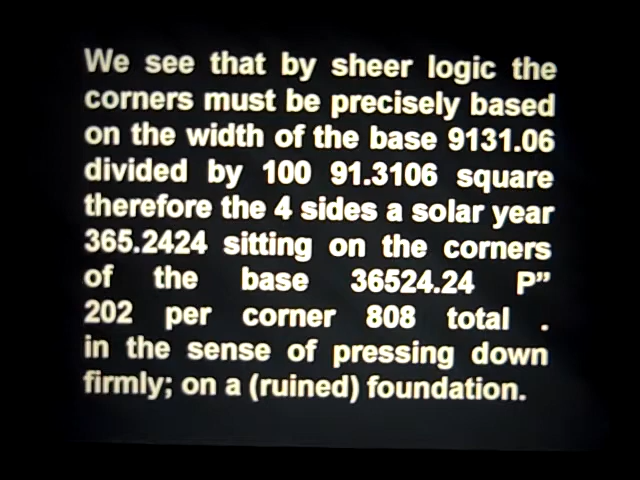 We see that by sheer logic the
corners must be precisely based
on the width of the base 9131.06
divided by 100 91.3106 square
therefore the 4 sides a solar year
365.2424 sitting on the corners
of the base 36524.24 P”
202 per corner 808 total .
in the sense of pressing down
firmly; on a (ruined) foundation.